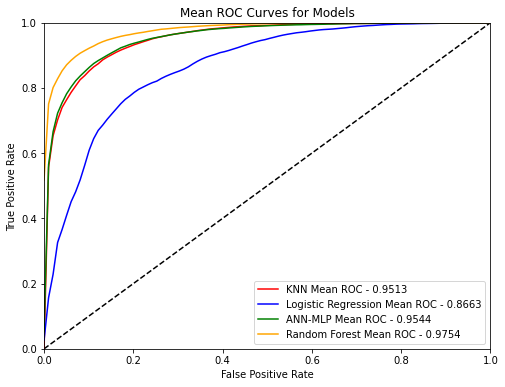 Mean ROC Curves for Models
True Positive Rate
1.0
0.8
0.6
0.4
0.2
0.0
KNN Mean ROC - 0.9513
Logistic Regression Mean ROC - 0.8663
ANN-MLP Mean ROC - 0.9544
Random Forest Mean ROC - 0.9754
0.0 0.2 0.4 0.6 0.8 1.0
False Positive Rate